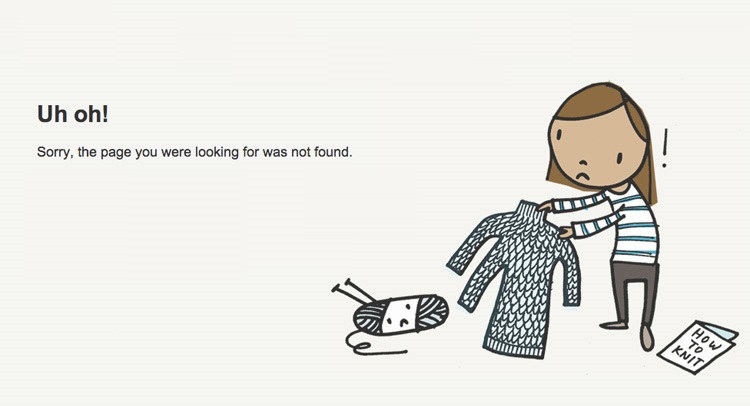 Uh oh!
Sorry, the page you were looking for was not found.
!
HOW
TO
KNIT